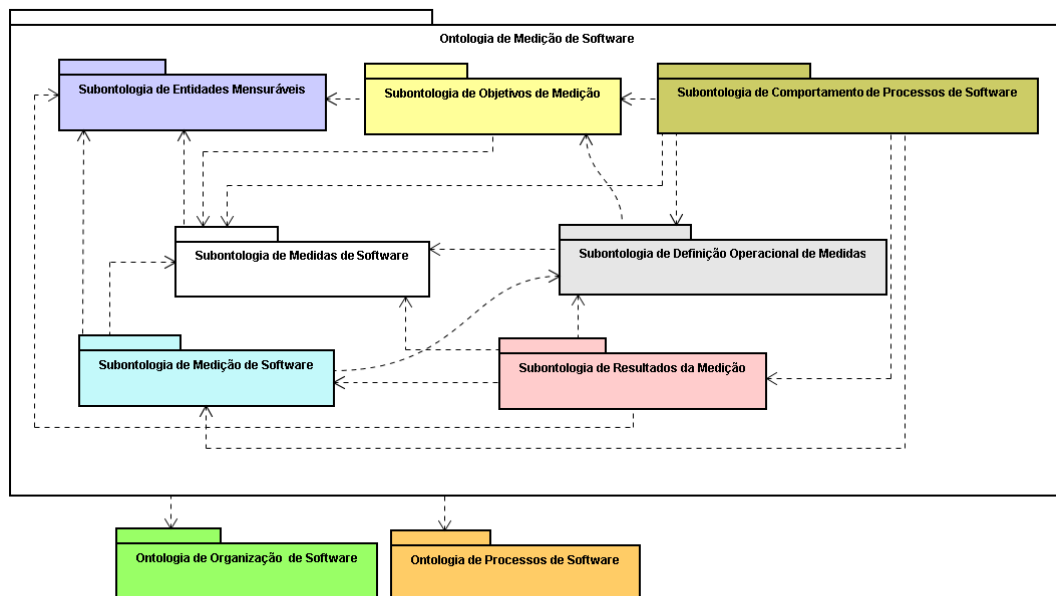 Ontologia de Medição de Software
Subontologia de Entidades Mensuráveis
Subontologia de Objetivos de Medição
Subontologia de Comportamento de Processos de Software
Subontologia de Medidas de Software
Subontologia de Definição Operacional de Medidas
Subontologia de Medição de Software
Subontologia de Resultados da Medição
Ontologia de Organização de Software
Ontologia de Processos de Software